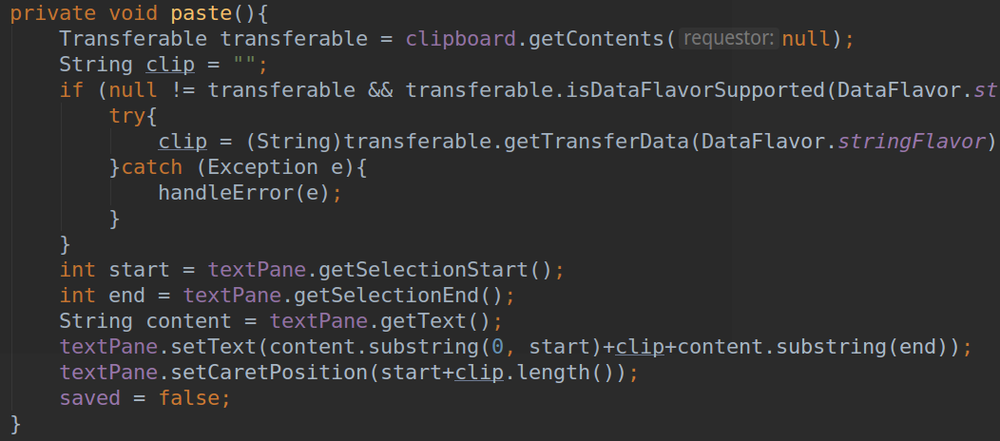 private void paste(){
    Transferable transferable = clipboard.getContents( requestor: null);
    String clip = "";
    if (null != transferable && transferable.isDataFlavorSupported(DataFlavor.st
        try{
            clip = (String)transferable.getTransferData(DataFlavor.stringFlavor)
        }catch (Exception e){
            handleError(e);
        }
    }
    int start = textPane.getSelectionStart();
    int end = textPane.getSelectionEnd();
    String content = textPane.getText();
    textPane.setText(content.substring(0, start)+clip+content.substring(end));
    textPane.setCaretPosition(start+clip.length());
    saved = false;
}